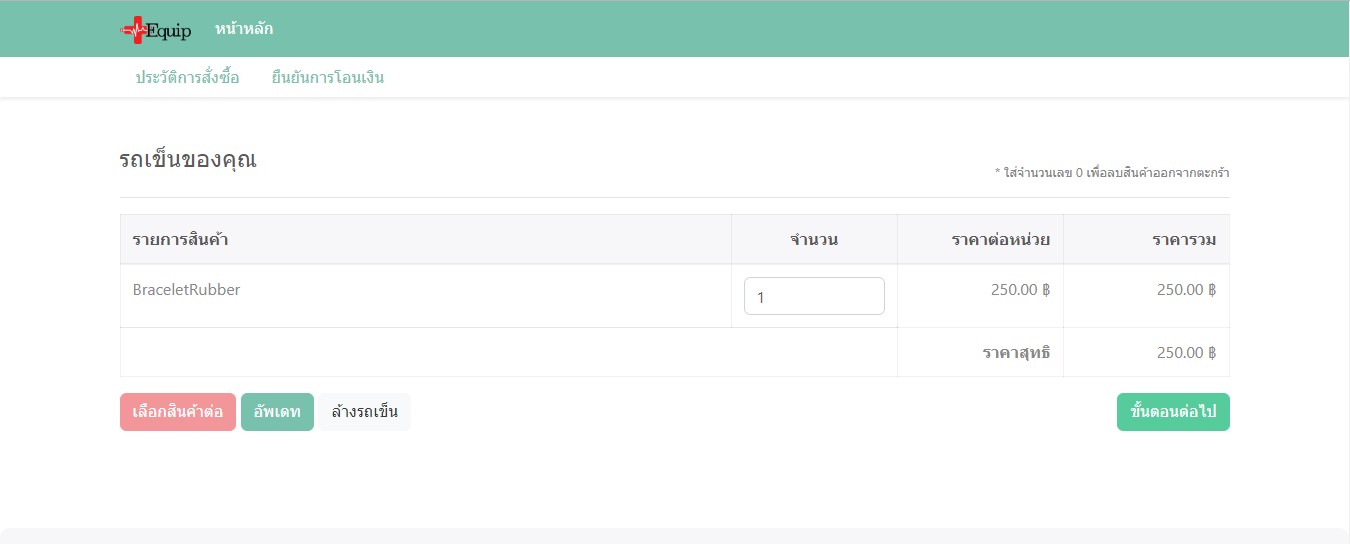 Equip หน้าหลัก
ประวัติการสั่งซื้อ ยืนยันการโอนเงิน
รถเข็นของคุณ
* ใส่จำนวนเลข 0 เพื่อลบสินค้าออกจากตะกร้า
รายการสินค้า จำนวน ราคาต่อหน่วย ราคารวม
BraceletRubber 1 250.00 ฿ 250.00 ฿
ราคาสุทธิ 250.00 ฿
เลือกสินค้าต่อ อัพเดท ล้างรถเข็น ขั้นตอนต่อไป